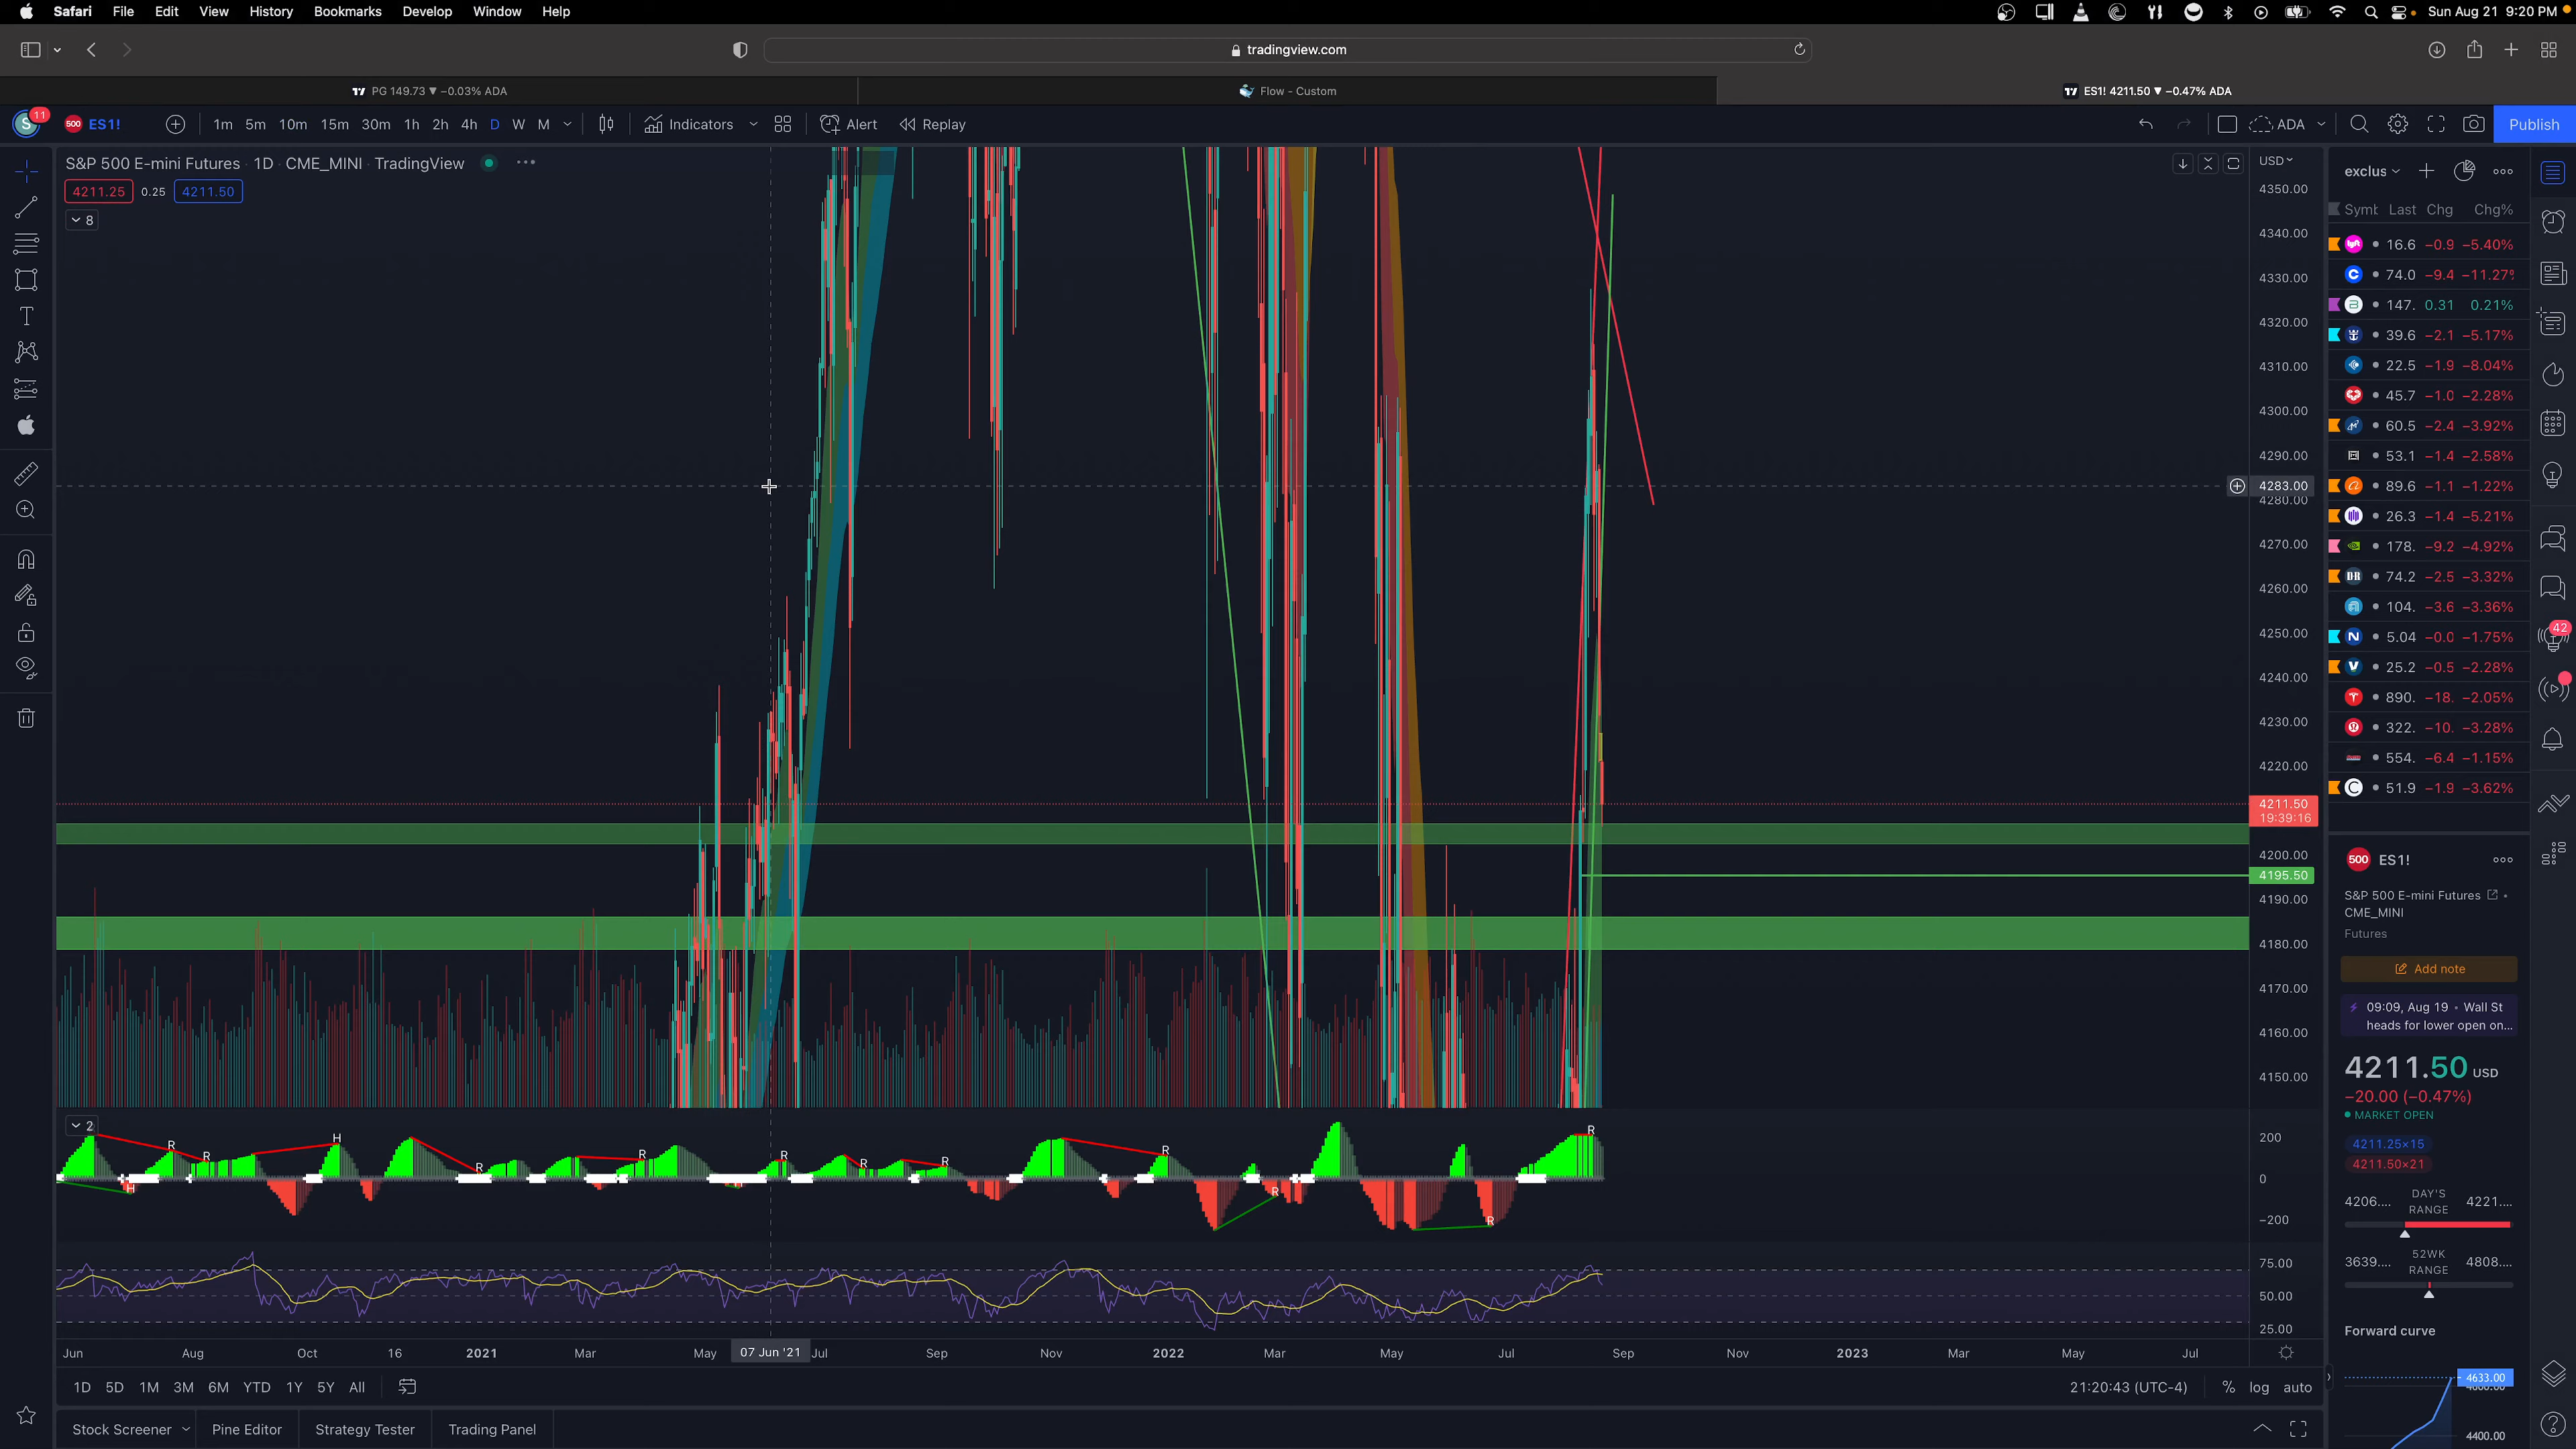 Safari File Edit View History Bookmarks Develop Window Help
Sun Aug 21 9:20 PM
tradingview.com
PG 149.73 ▼ −0.03% ADA
Flow - Custom
ES1! 4211.50 ▼ −0.47% ADA
S 11 500 ES1! 1m 5m 10m 15m 30m 1h 2h 4h D W M Indicators Alert Replay ADA Publish
S&P 500 E-mini Futures · 1D · CME_MINI · TradingView
4211.25 0.25 4211.50
8
USD
4350.00
4340.00
4330.00
4320.00
4310.00
4300.00
4290.00
4283.00
4280.00
4270.00
4260.00
4250.00
4240.00
4230.00
4220.00
4211.50
19:39:16
4200.00
4195.50
4190.00
4180.00
4170.00
4160.00
4150.00
2
R R H R R R R R R R R R R
H
200
0
−200
75.00
50.00
25.00
Jun Aug Oct 16 2021 Mar May 07 Jun '21 Jul Sep Nov 2022 Mar May Jul Sep Nov 2023 Mar May Jul
1D 5D 1M 3M 6M YTD 1Y 5Y All
21:20:43 (UTC-4) % log auto
Stock Screener Pine Editor Strategy Tester Trading Panel
exclus
Symt Last Chg Chg%
16.6 −0.9 −5.40%
74.0 −9.4 −11.27%
147. 0.31 0.21%
39.6 −2.1 −5.17%
22.5 −1.9 −8.04%
45.7 −1.0 −2.28%
60.5 −2.4 −3.92%
53.1 −1.4 −2.58%
89.6 −1.1 −1.22%
26.3 −1.4 −5.21%
178. −9.2 −4.92%
74.2 −2.5 −3.32%
104. −3.6 −3.36%
5.04 −0.0 −1.75%
25.2 −0.5 −2.28%
890. −18. −2.05%
322. −10. −3.28%
554. −6.4 −1.15%
51.9 −1.9 −3.62%
42
500 ES1!
S&P 500 E-mini Futures •
CME_MINI
Futures
Add note
09:09, Aug 19 • Wall St
heads for lower open on...
4211.50 USD
−20.00 (−0.47%)
• MARKET OPEN
4211.25×15
4211.50×21
4206.... DAY'S RANGE 4221....
3639.... 52WK RANGE 4808....
Forward curve
4633.00
4400.00